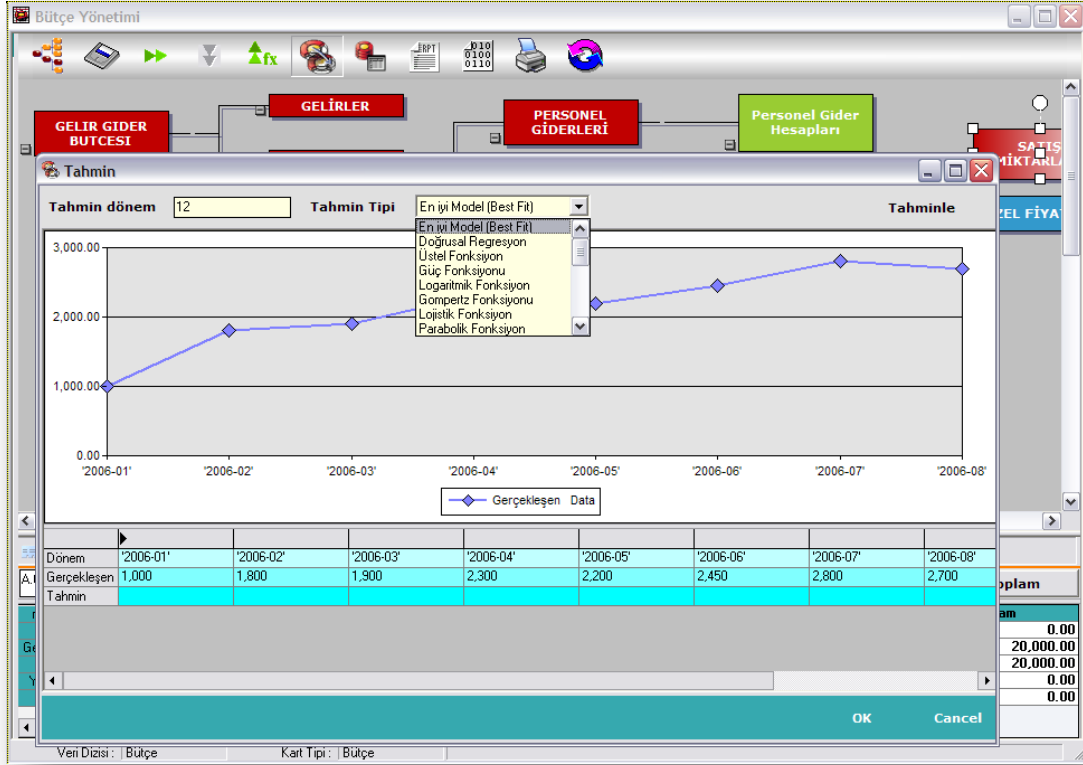 Bütçe Yönetimi
fx
RPT
010
0100
0110
GELIR GIDER
BUTCESI
GELİRLER
PERSONEL
GİDERLERİ
Personel Gider
Hesapları
SATIŞ
Tahmin
Tahmin dönem 12 Tahmin Tipi En iyi Model (Best Fit) Tahminle
En iyi Model (Best Fit)
Doğrusal Regresyon
Üstel Fonksiyon
Güç Fonksiyonu
Logaritmik Fonksiyon
Gompertz Fonksiyonu
Lojistik Fonksiyon
Parabolik Fonksiyon
3,000.00
2,000.00
1,000.00
0.00
'2006-01' '2006-02' '2006-03' '2006-04' '2006-05' '2006-06' '2006-07' '2006-08'
Gerçekleşen Data
Dönem '2006-01' '2006-02' '2006-03' '2006-04' '2006-05' '2006-06' '2006-07' '2006-08'
Gerçekleşen 1,000 1,800 1,900 2,300 2,200 2,450 2,800 2,700
Tahmin
0.00
20,000.00
20,000.00
0.00
0.00
OK Cancel
Veri Dizisi : Bütçe Kart Tipi : Bütçe